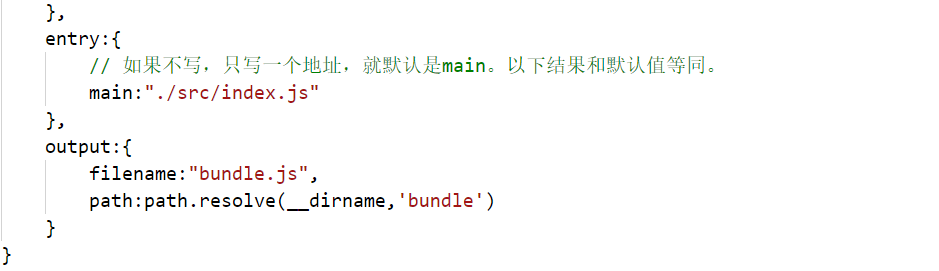 },
entry:{
// 如果不写，只写一个地址，就默认是main。以下结果和默认值等同。
main:"./src/index.js"
},
output:{
filename:"bundle.js",
path:path.resolve(__dirname,'bundle')
}
}